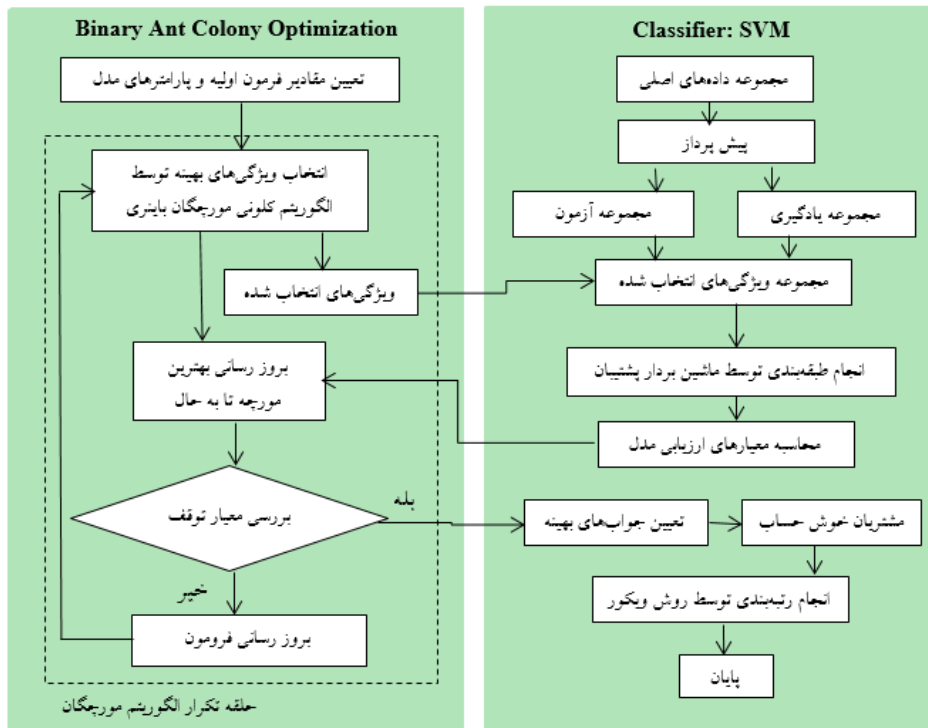 Binary Ant Colony Optimization
تعیین مقادیر فرمون اولیه و پارامترهای مدل
انتخاب ویژگی‌های بهینه توسط
الگوریتم کلونی مورچگان باینری
ویژگی‌های انتخاب شده
بروز رسانی بهترین
مورچه تا به حال
بررسی معیار توقف
بله
خیر
بروز رسانی فرومون
حلقه تکرار الگوریتم مورچگان
Classifier: SVM
مجموعه داده‌های اصلی
پیش پرداز
مجموعه آزمون
مجموعه یادگیری
مجموعه ویژگی‌های انتخاب شده
انجام طبقه‌بندی توسط ماشین بردار پشتیبان
محاسبه معیارهای ارزیابی مدل
تعیین جواب‌های بهینه
مشتریان خوش حساب
انجام رتبه‌بندی توسط روش ویکور
پایان